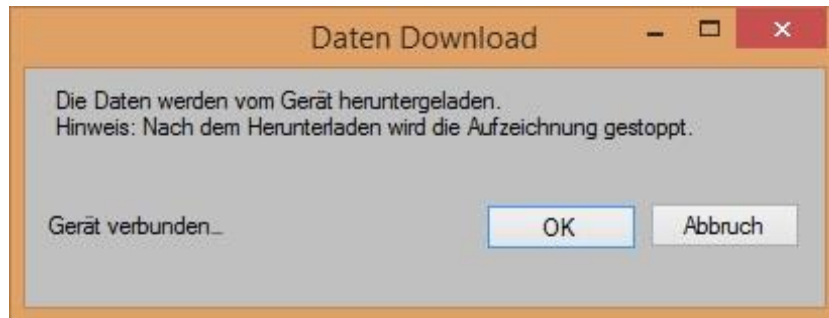 Daten Download
Die Daten werden vom Gerät heruntergeladen.
Hinweis: Nach dem Herunterladen wird die Aufzeichnung gestoppt.
Gerät verbunden...
OK
Abbruch